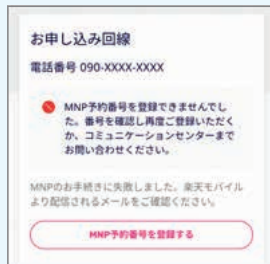 お申し込み回線
電話番号 090-XXXX-XXXX
MNP予約番号を登録できませんでし
た。番号を確認し再度ご登録いただく
か、コミュニケーションセンターまで
お問い合わせください。
MNPのお手続きに失敗しました。楽天モバイル
より配信されるメールをご確認ください。
MNP予約番号を登録する